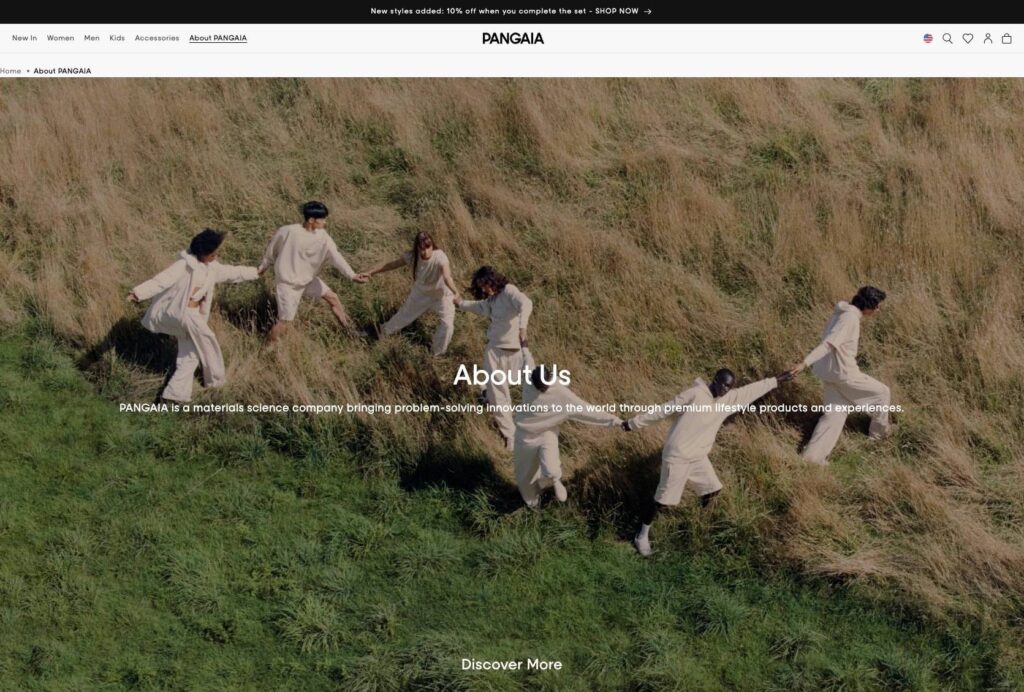 New styles added: 10% off when you complete the set - SHOP NOW →
New In Women Men Kids Accessories About PANGAIA
PANGAIA
Home • About PANGAIA
About Us
PANGAIA is a materials science company bringing problem-solving innovations to the world through premium lifestyle products and experiences.
Discover More